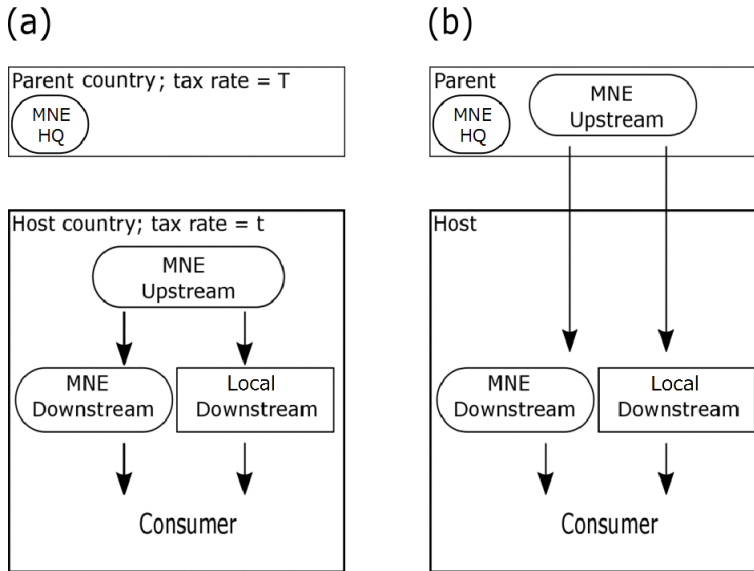 (a)
Parent country; tax rate = T
MNE
HQ
Host country; tax rate = t
MNE
Upstream
MNE
Downstream
Local
Downstream
Consumer
(b)
Parent
MNE
HQ
MNE
Upstream
Host
MNE
Downstream
Local
Downstream
Consumer